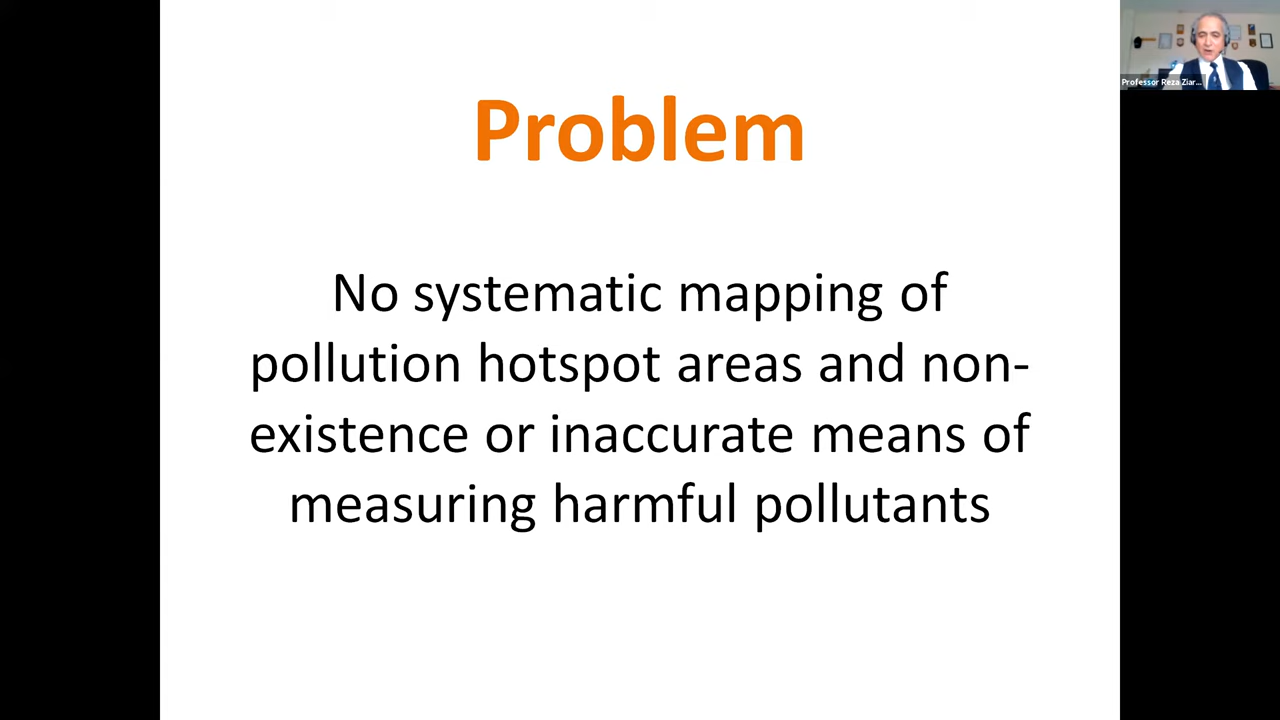 Problem
No systematic mapping of
pollution hotspot areas and non-
existence or inaccurate means of
measuring harmful pollutants
Professor Reza Ziar...